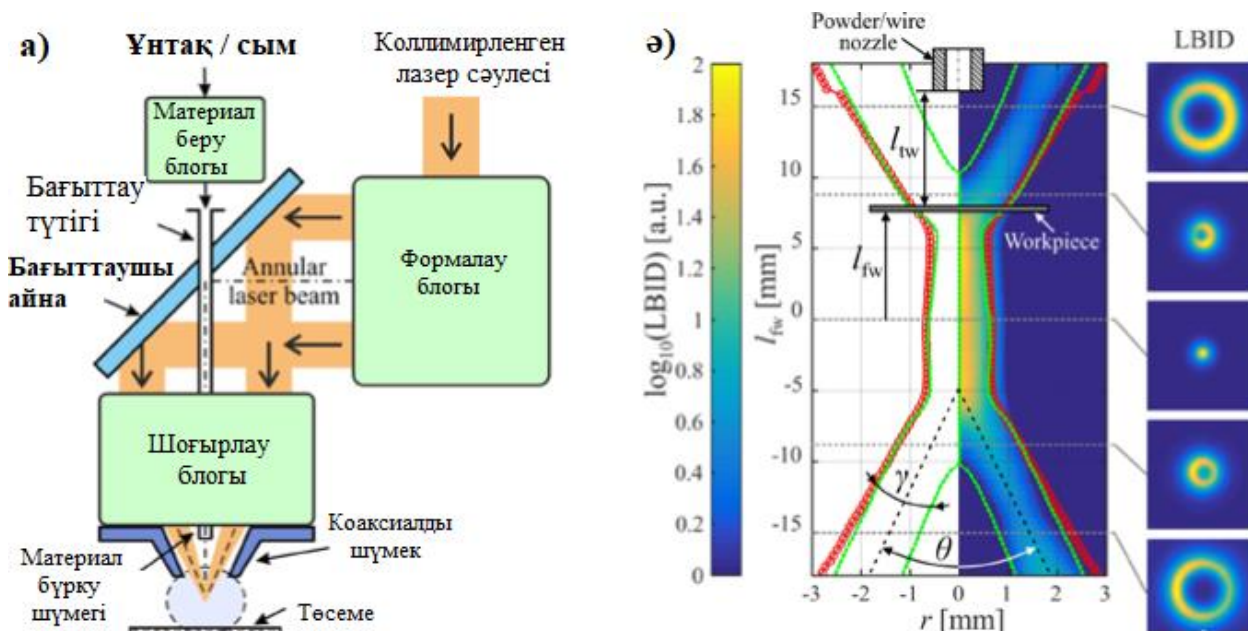 а)
Ұнтақ / сым
Коллимирленген
лазер сәулесі
Материал
беру
блогы
Бағыттау
түтігі
Бағыттаушы
айна
Annular
laser beam
Формалау
блогы
Шоғырлау
блогы
Материал
бүрку
шүмегі
Коаксиалды
шүмек
Төсеме
ә)
Powder/wire
nozzle
LBID
log₁₀(LBID) [a.u.]
2
1.8
1.6
1.4
1.2
1
0.8
0.6
0.4
0.2
0
l_fw [mm]
15
10
5
0
-5
-10
-15
l_tw
l_fw
Workpiece
γ
θ
-3
-2
-1
0
1
2
3
r [mm]